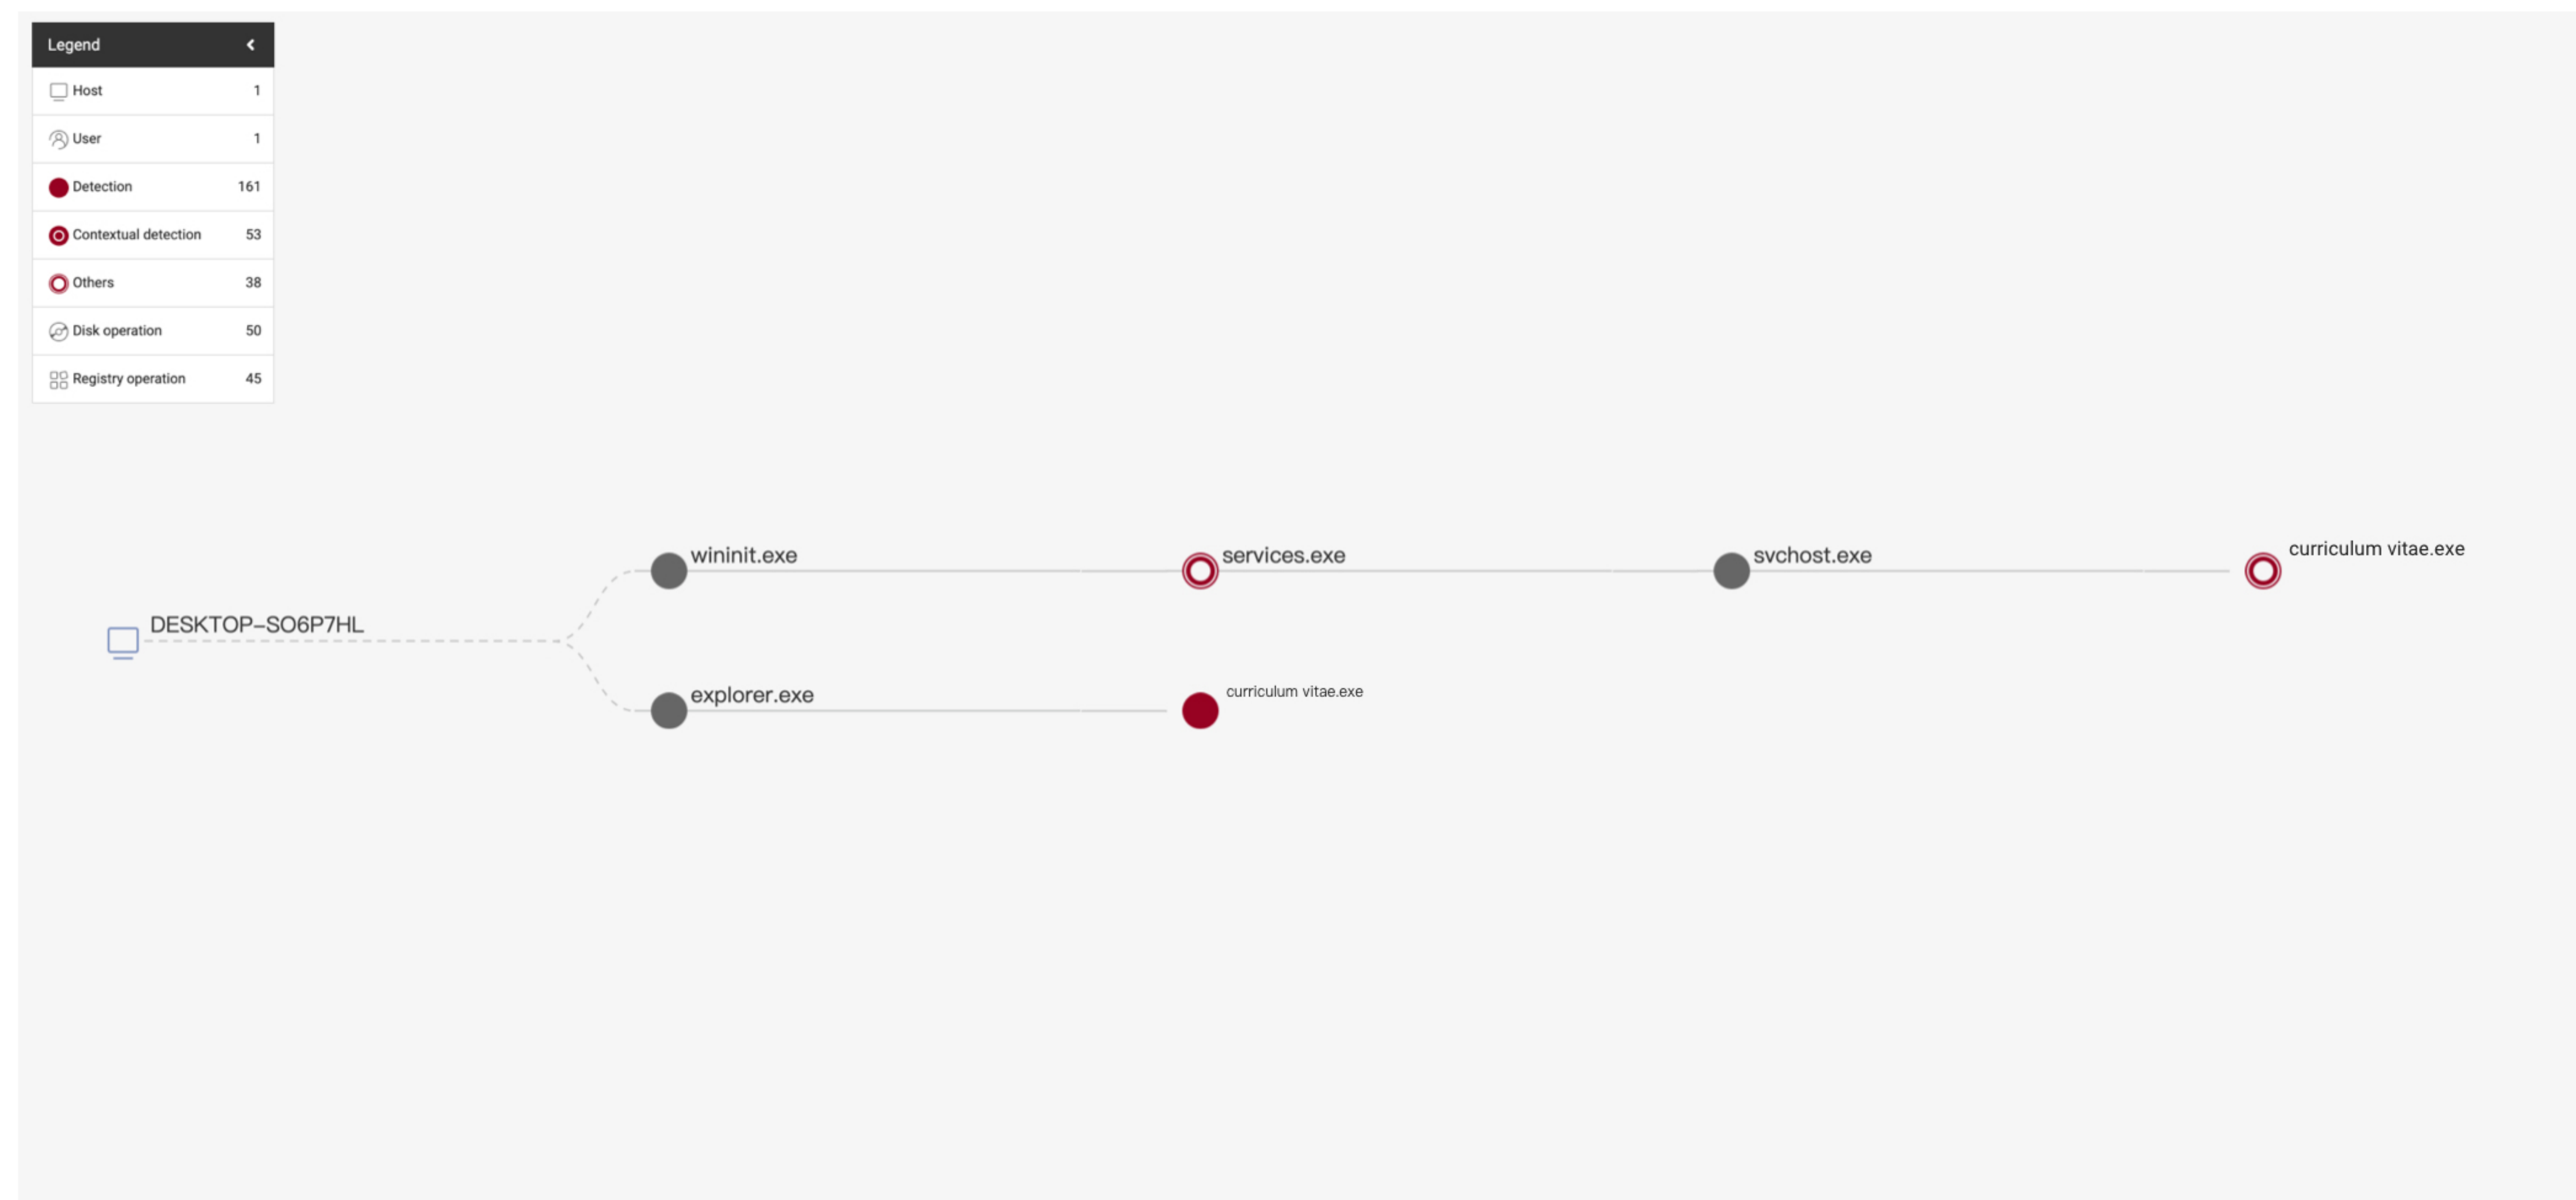 Legend
Host 1
User 1
Detection 161
Contextual detection 53
Others 38
Disk operation 50
Registry operation 45
wininit.exe services.exe svchost.exe curriculum vitae.exe
DESKTOP–SO6P7HL
explorer.exe curriculum vitae.exe